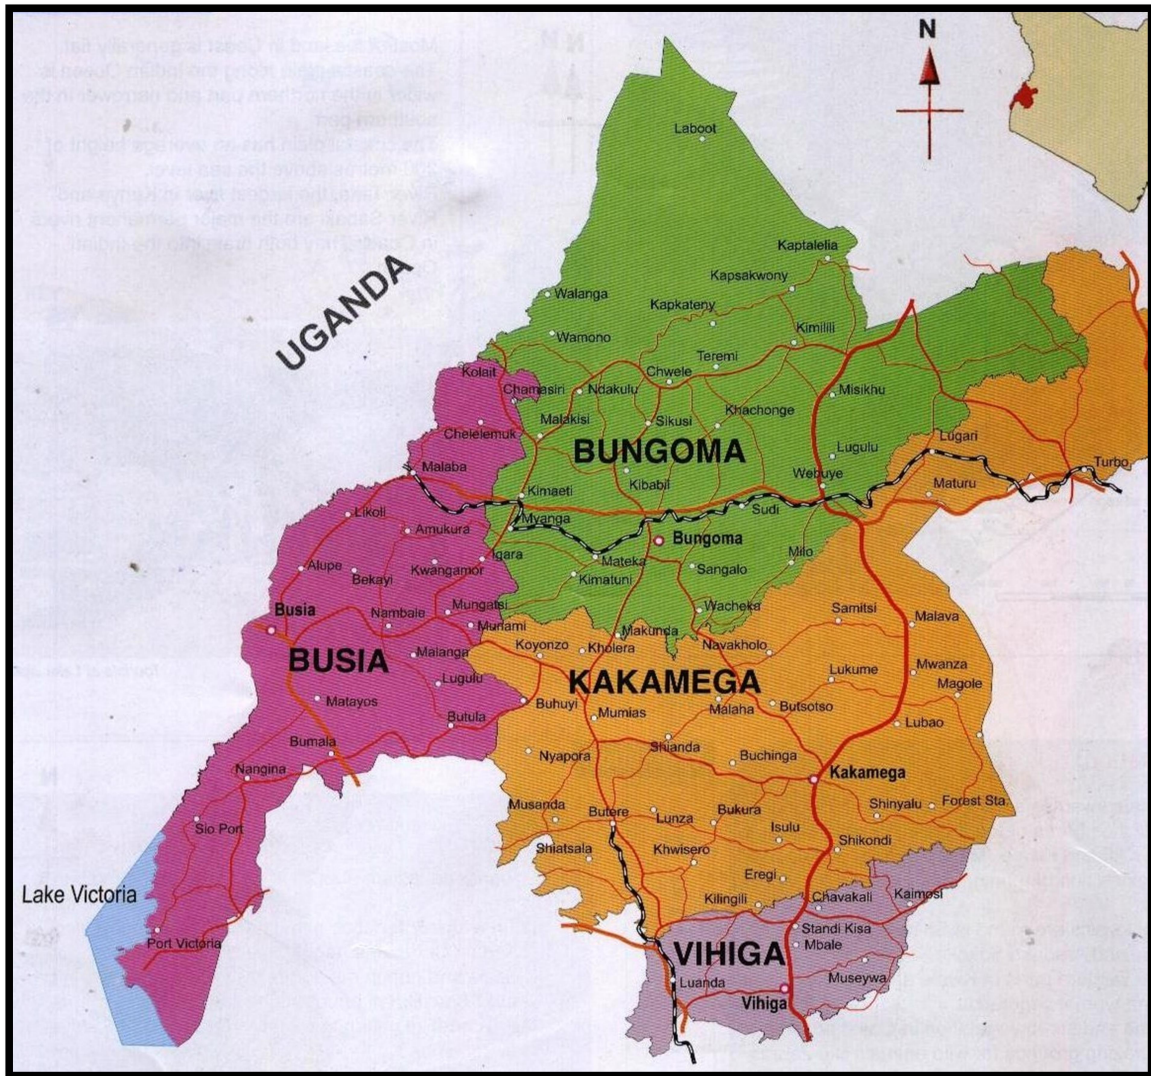 N
Laboot
Kaptalelia
Kapsakwony
Walanga
Kapkateny
UGANDA
Wamono
Kimilili
Teremi
Kolait
Chwele
Chamasiri
Ndakulu
Misikhu
Khachonge
Malakisi
Sikusi
Chelelemuk
BUNGOMA
Lugari
Lugulu
Malaba
Turbo
Kibabil
Webuye
Kimaeti
Maturu
Likoli
Myanga
Sudi
Amukura
Bungoma
Igara
Milo
Mateka
Alupe
Kwangamor
Sangalo
Bekayi
Kimatuni
Busia
Nambale
Mungatsi
Wacheka
Samitsi
Malava
Munami
Makunda
Koyonzo
Kholera
Navakholo
BUSIA
Malanga
Mwanza
KAKAMEGA
Lukume
Lugulu
Magole
Matayos
Buhuyi
Malaha
Butsotso
Mumias
Butula
Lubao
Bumala
Shianda
Nyapora
Buchinga
Nangina
Kakamega
Musanda
Butere
Lunza
Bukura
Shinyalu
Forest Sta.
Sio Port
Isulu
Shiatsala
Khwisero
Shikondi
Eregi
Lake Victoria
Kilingili
Chavakali
Kaimosi
Standi Kisa
Port Victoria
Mbale
VIHIGA
Luanda
Museywa
Vihiga